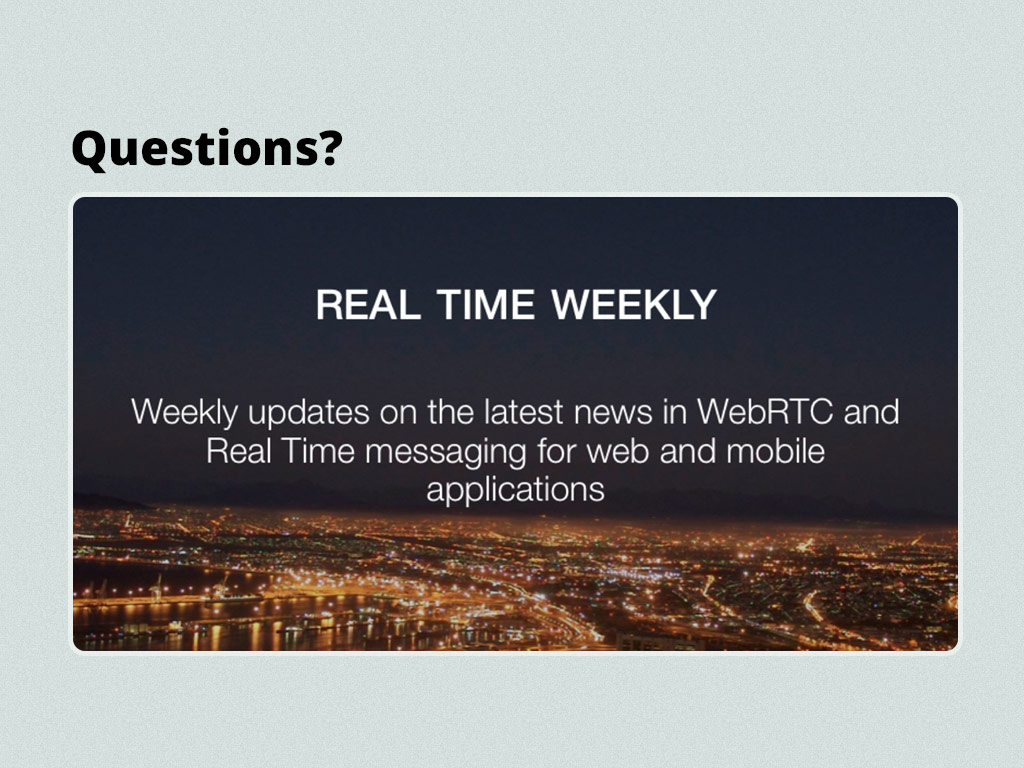 Questions?
REAL TIME WEEKLY
Weekly updates on the latest news in WebRTC and
Real Time messaging for web and mobile
applications